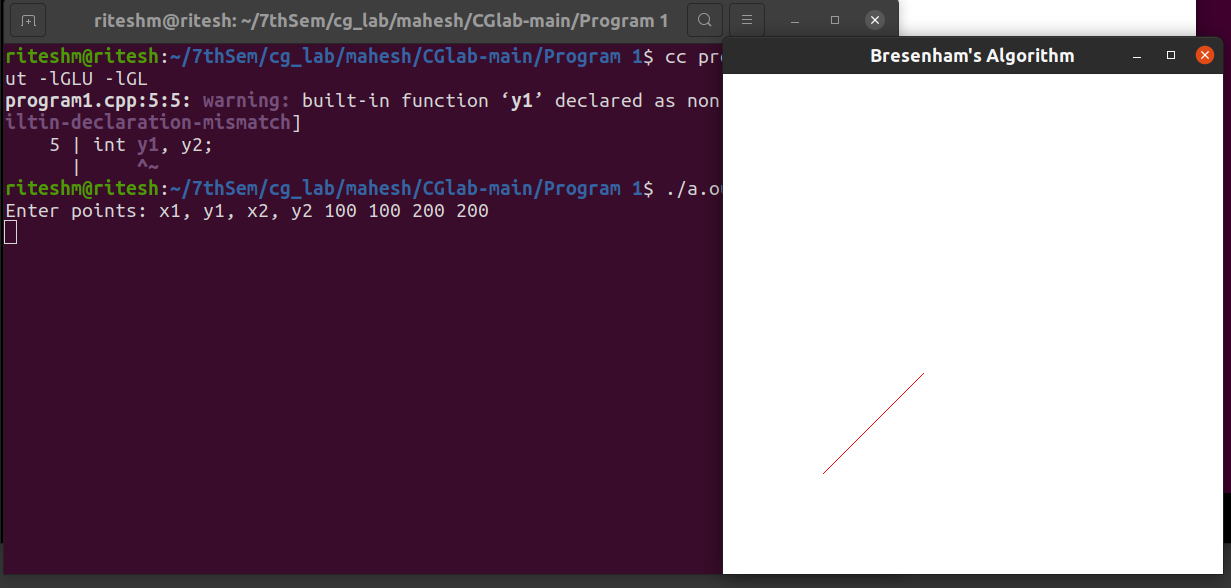 riteshm@ritesh: ~/7thSem/cg_lab/mahesh/CGlab-main/Program 1
riteshm@ritesh:~/7thSem/cg_lab/mahesh/CGlab-main/Program 1$ cc pr
ut -lGLU -lGL
program1.cpp:5:5: warning: built-in function ‘y1’ declared as non
iltin-declaration-mismatch]
5 | int y1, y2;
| ^~
riteshm@ritesh:~/7thSem/cg_lab/mahesh/CGlab-main/Program 1$ ./a.o
Enter points: x1, y1, x2, y2 100 100 200 200
Bresenham's Algorithm